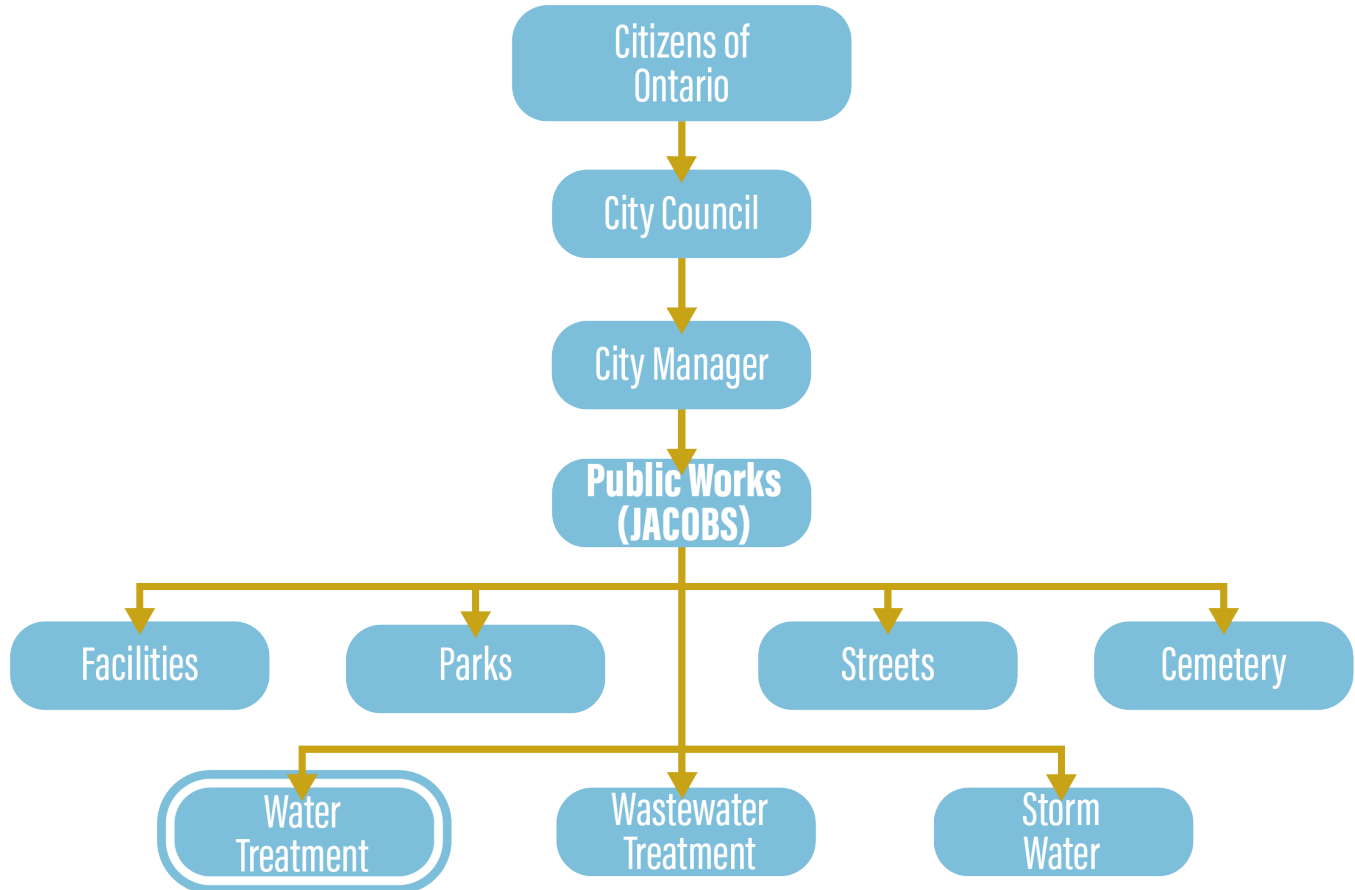 Citizens of
Ontario
City Council
City Manager
Public Works
(JACOBS)
Facilities
Parks
Streets
Cemetery
Water
Treatment
Wastewater
Treatment
Storm
Water